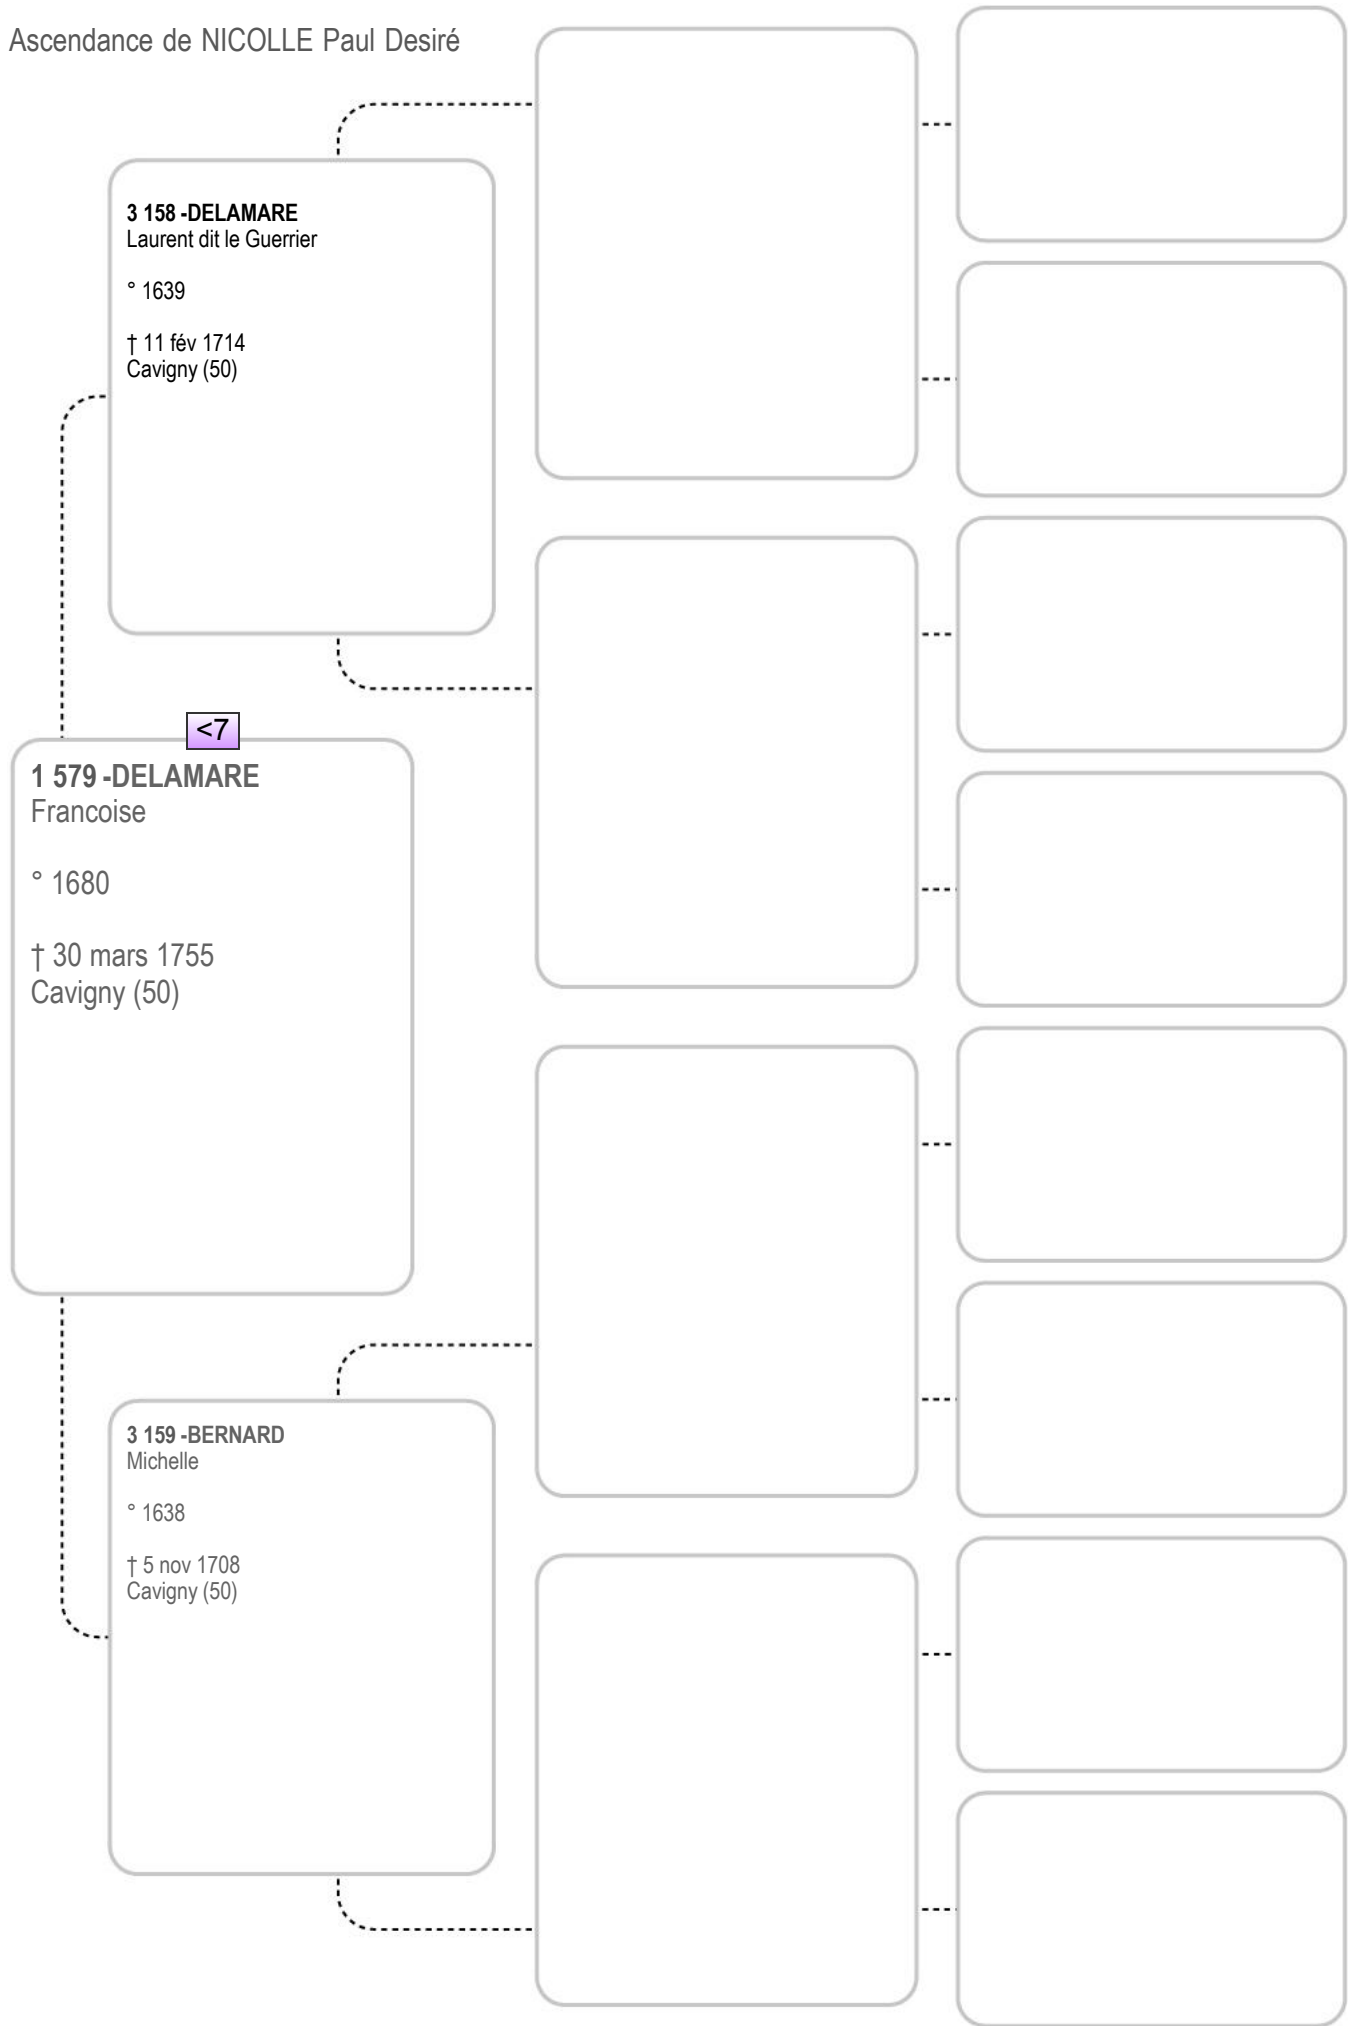 Ascendance de NICOLLE Paul Desiré
3 158 -DELAMARE
Laurent dit le Guerrier
° 1639
† 11 fév 1714
Cavigny (50)
<7
1 579 -DELAMARE
Francoise
° 1680
† 30 mars 1755
Cavigny (50)
3 159 -BERNARD
Michelle
° 1638
† 5 nov 1708
Cavigny (50)